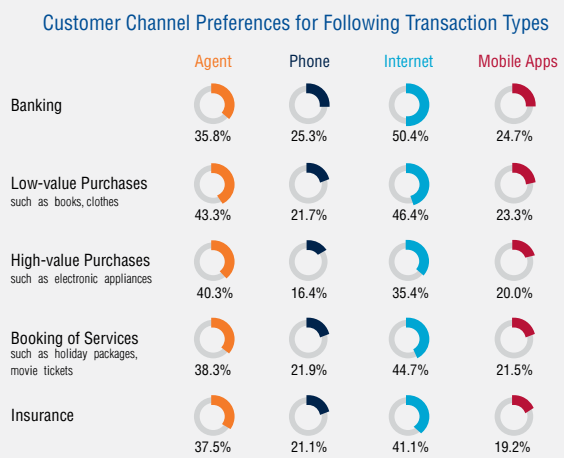 Customer Channel Preferences for Following Transaction Types
Agent Phone Internet Mobile Apps
Banking
35.8% 25.3% 50.4% 24.7%
Low-value Purchases
such as books, clothes
43.3% 21.7% 46.4% 23.3%
High-value Purchases
such as electronic appliances
40.3% 16.4% 35.4% 20.0%
Booking of Services
such as holiday packages,
movie tickets
38.3% 21.9% 44.7% 21.5%
Insurance
37.5% 21.1% 41.1% 19.2%